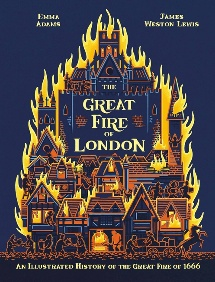 Emma Adams
James Weston Lewis
THE
GREAT
FIRE
OF
LONDON
An Illustrated History of the Great Fire of 1666